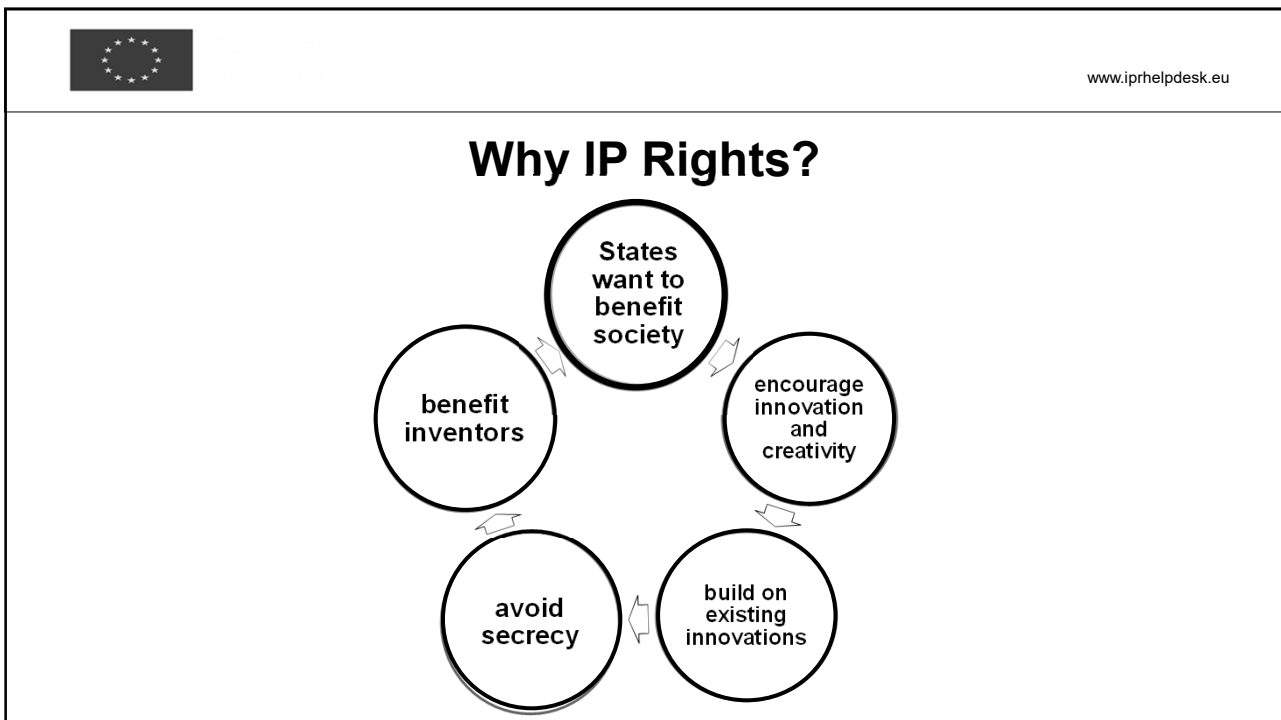 www.iprhelpdesk.eu
Why IP Rights?
States
want to
benefit
society
encourage
innovation
and
creativity
build on
existing
innovations
avoid
secrecy
benefit
inventors